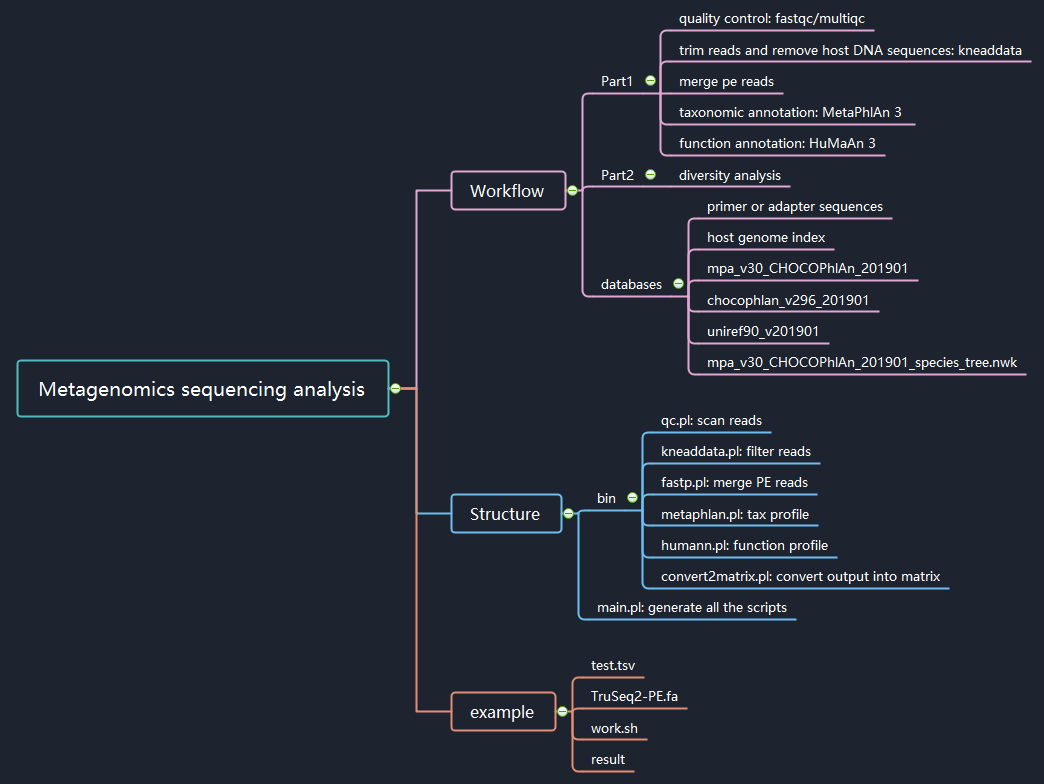 quality control: fastqc/multiqc
trim reads and remove host DNA sequences: kneaddata
Part1
merge pe reads
taxonomic annotation: MetaPhlAn 3
function annotation: HuMaAn 3
Part2
diversity analysis
Workflow
primer or adapter sequences
host genome index
mpa_v30_CHOCOPhlAn_201901
databases
chocophlan_v296_201901
uniref90_v201901
mpa_v30_CHOCOPhlAn_201901_species_tree.nwk
Metagenomics sequencing analysis
qc.pl: scan reads
kneaddata.pl: filter reads
fastp.pl: merge PE reads
bin
metaphlan.pl: tax profile
Structure
humann.pl: function profile
convert2matrix.pl: convert output into matrix
main.pl: generate all the scripts
test.tsv
TruSeq2-PE.fa
example
work.sh
result